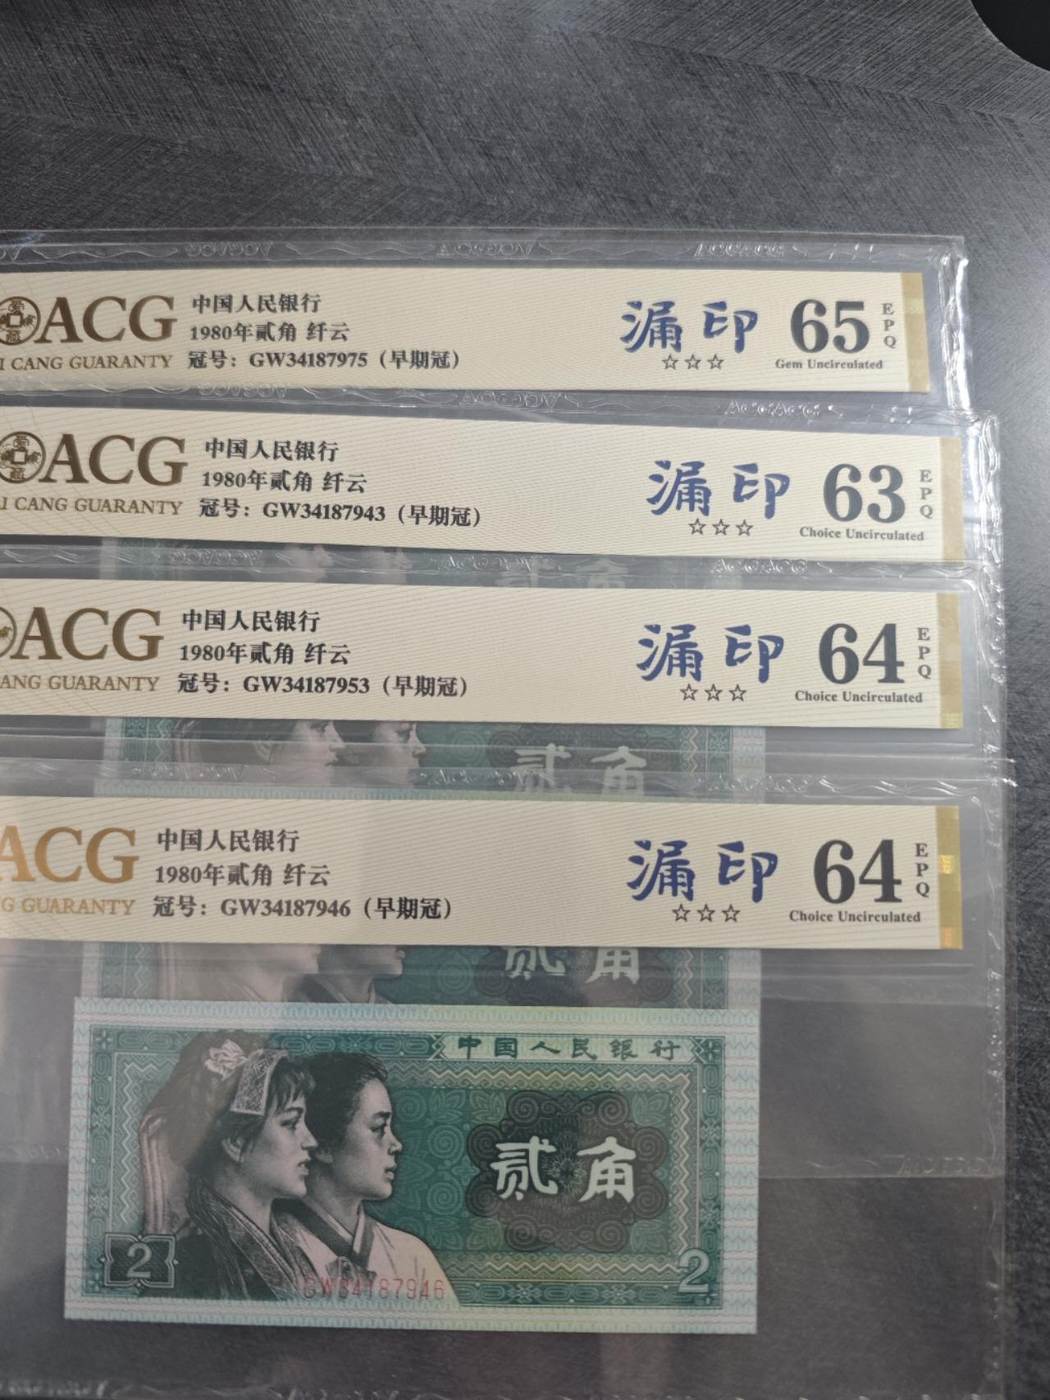 ACG
中国人民银行
1980年贰角 纤云
I CANG GUARANTY
冠号：GW34187975（早期冠）
漏印
☆☆☆
65
EPQ
Gem Uncirculated
ACG
中国人民银行
1980年贰角 纤云
I CANG GUARANTY
冠号：GW34187943（早期冠）
漏印
☆☆☆
63
EPQ
Choice Uncirculated
ACG
中国人民银行
1980年贰角 纤云
ANG GUARANTY
冠号：GW34187953（早期冠）
漏印
☆☆☆
64
EPQ
Choice Uncirculated
贰角
ACG
中国人民银行
1980年贰角 纤云
G GUARANTY
冠号：GW34187946（早期冠）
漏印
☆☆☆
64
EPQ
Choice Uncirculated
贰角
中国人民银行
贰角
2
GW34187946
2